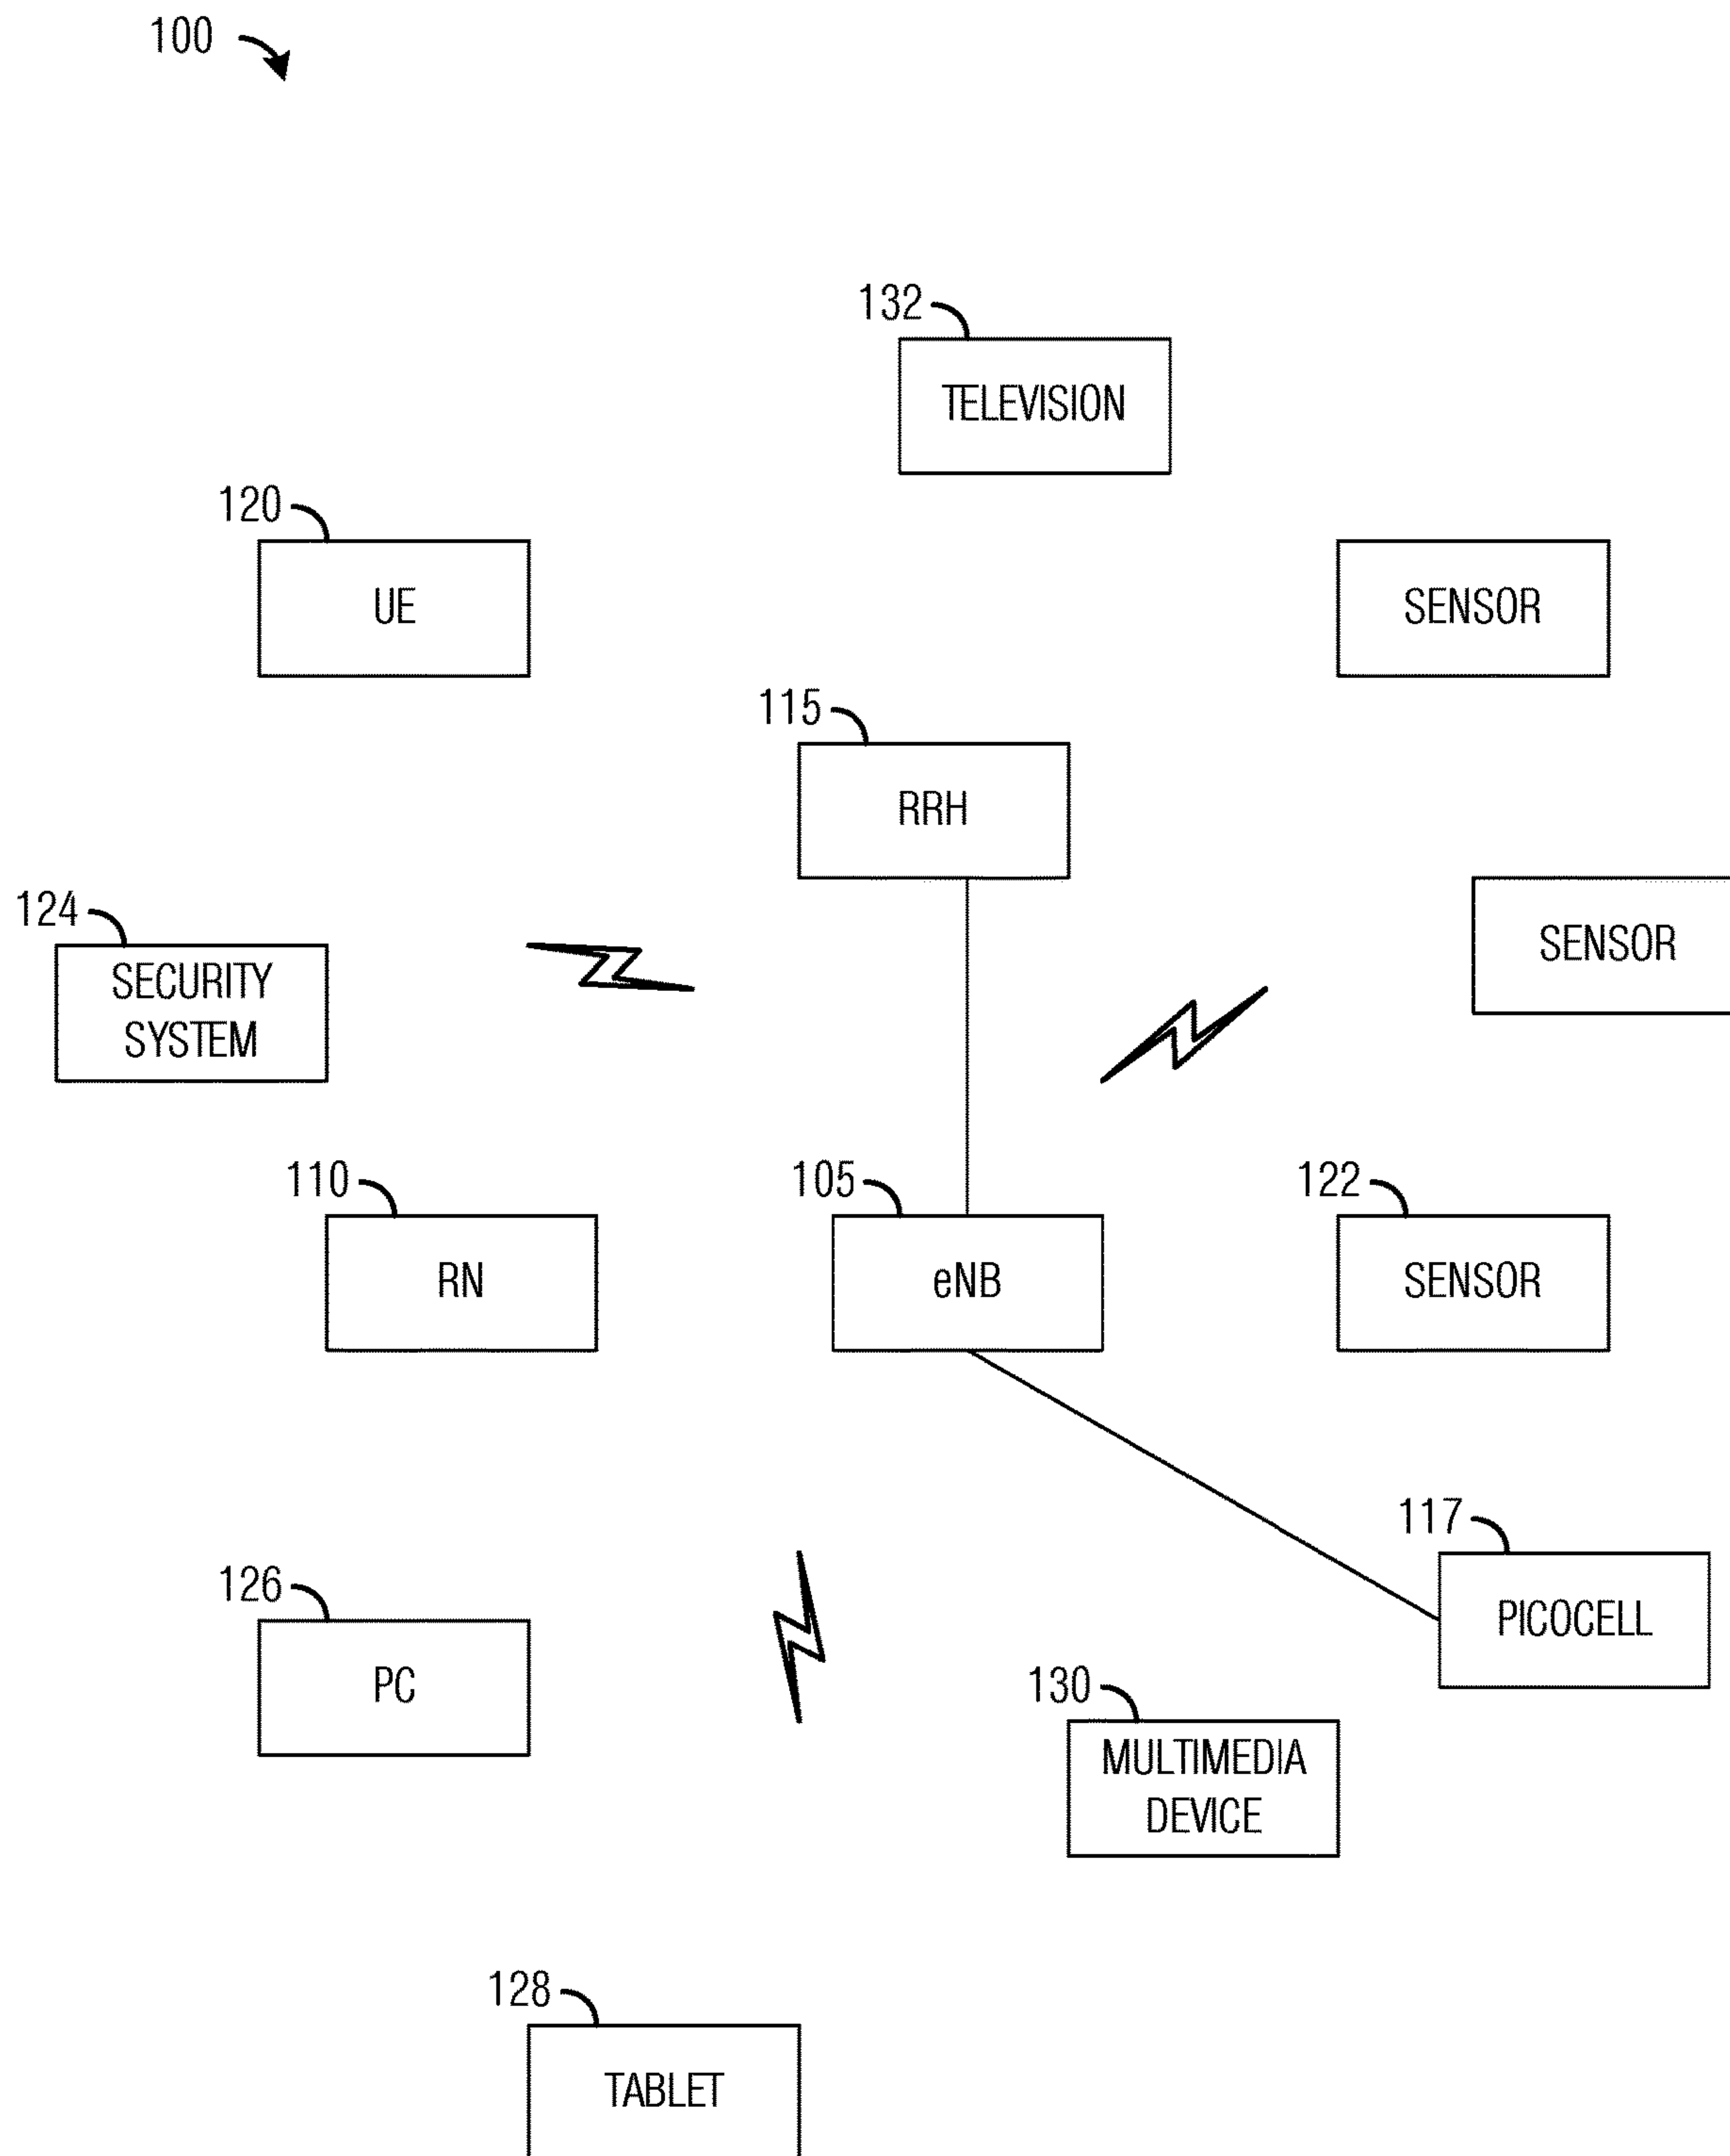 100
132
TELEVISION
120
UE
SENSOR
115
RRH
124
SECURITY
SYSTEM
SENSOR
110
RN
105
eNB
122
SENSOR
117
PICOCELL
126
PC
130
MULTIMEDIA
DEVICE
128
TABLET